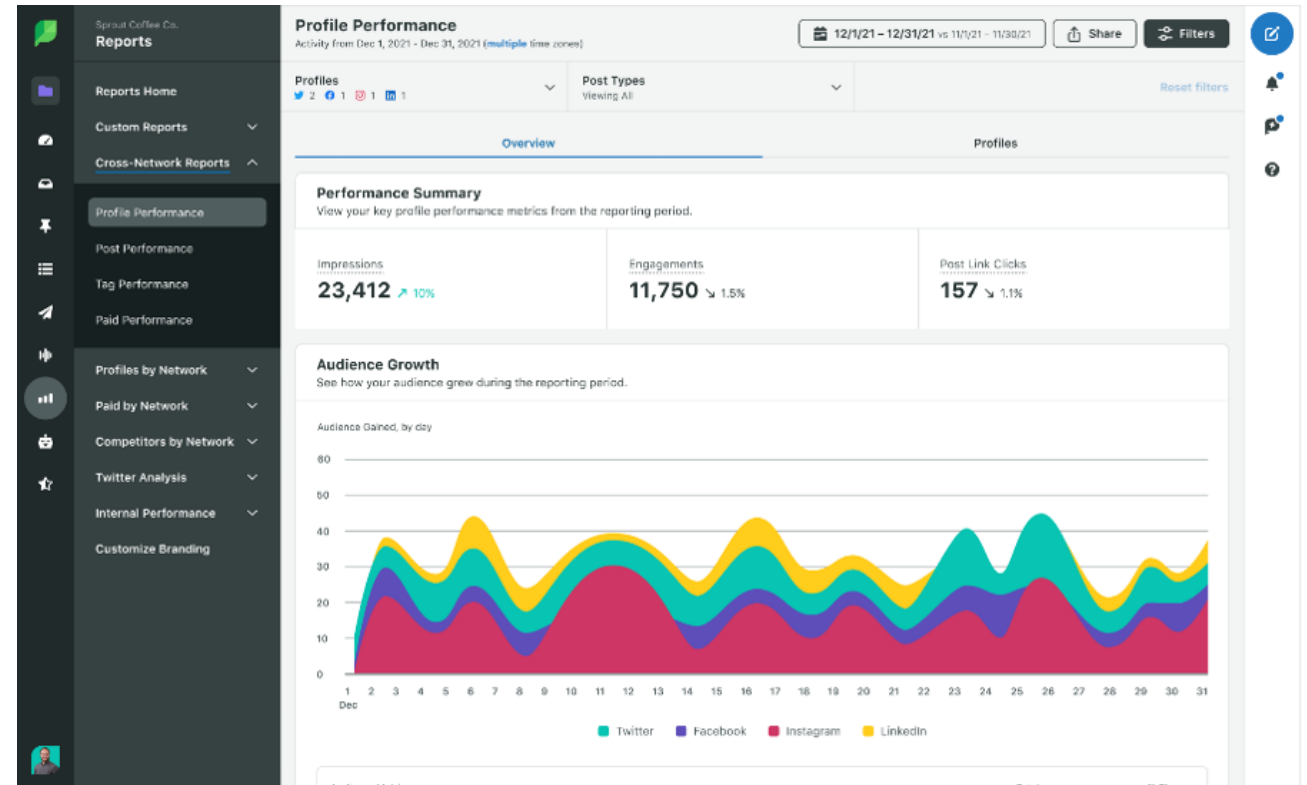 Sprout Coffee Co.
Reports
Reports Home
Custom Reports
Cross-Network Reports
Profile Performance
Post Performance
Tag Performance
Paid Performance
Profiles by Network
Paid by Network
Competitors by Network
Twitter Analysis
Internal Performance
Customize Branding
Profile Performance
Activity from Dec 1, 2021 - Dec 31, 2021 (multiple time zones)
12/1/21 – 12/31/21 vs 11/1/21 – 11/30/21
Share
Filters
Profiles
2 1 1 1
Post Types
Viewing All
Reset filters
Overview
Profiles
Performance Summary
View your key profile performance metrics from the reporting period.
Impressions
23,412 10%
Engagements
11,750 1.5%
Post Link Clicks
157 1.1%
Audience Growth
See how your audience grew during the reporting period.
Audience Gained, by day
60
50
40
30
20
10
0
1 2 3 4 5 6 7 8 9 10 11 12 13 14 15 16 17 18 19 20 21 22 23 24 25 26 27 28 29 30 31
Dec
Twitter Facebook Instagram LinkedIn